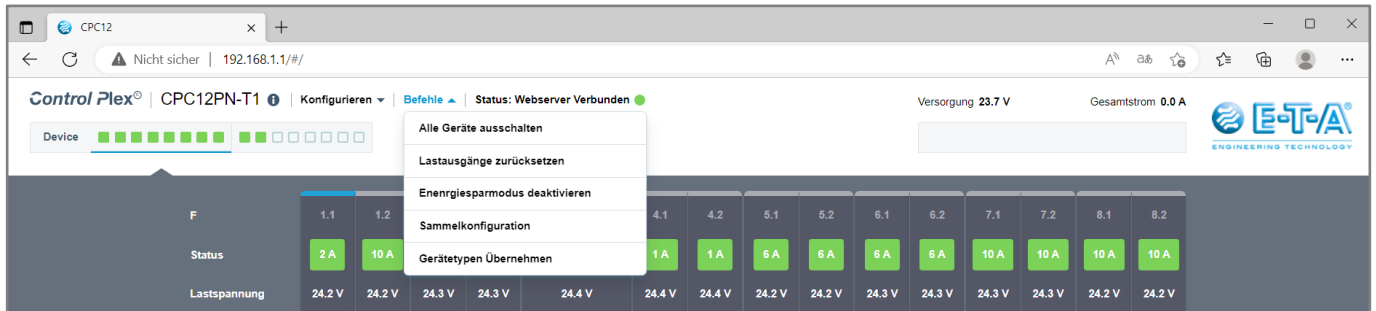 CPC12
Nicht sicher | 192.168.1.1/#/
Control Plex® | CPC12PN-T1 | Konfigurieren | Befehle | Status: Webserver Verbunden
Versorgung 23.7 V Gesamtstrom 0.0 A
E-T-A®
ENGINEERING TECHNOLOGY
Device
Alle Geräte ausschalten
Lastausgänge zurücksetzen
Enenrgiesparmodus deaktivieren
Sammelkonfiguration
Gerätetypen Übernehmen
F 1.1 1.2 4.1 4.2 5.1 5.2 6.1 6.2 7.1 7.2 8.1 8.2
Status 2 A 10 A 1 A 1 A 6 A 6 A 6 A 6 A 10 A 10 A 10 A 10 A
Lastspannung 24.2 V 24.2 V 24.3 V 24.3 V 24.4 V 24.4 V 24.4 V 24.2 V 24.2 V 24.3 V 24.3 V 24.3 V 24.3 V 24.2 V 24.2 V